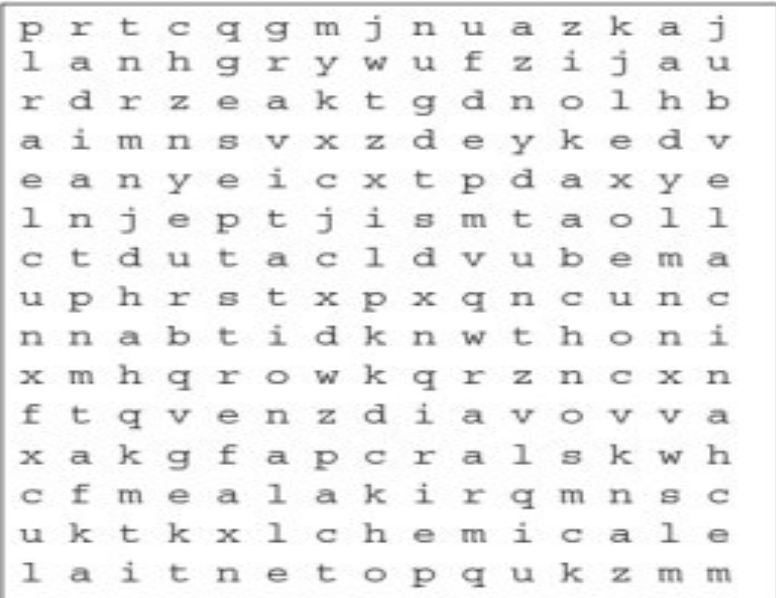 p r t c q g m j n u a z k a j
l a n h g r y w u f z i j a u
r d r z e a k t g d n o l h b
a i m n s v x z d e y k e d v
e a n y e i c x t p d a x y e
l n j e p t j i s m t a o l l
c t d u t a c l d v u b e m a
u p h r s t x p x q n c u n c
n n a b t i d k n w t h o n i
x m h q r o w k q r z n c x n
f t q v e n z d i a v o v v a
x a k g f a p c r a l s k w h
c f m e a l a k i r q m n s c
u k t k x l c h e m i c a l e
l a i t n e t o p q u k z m m